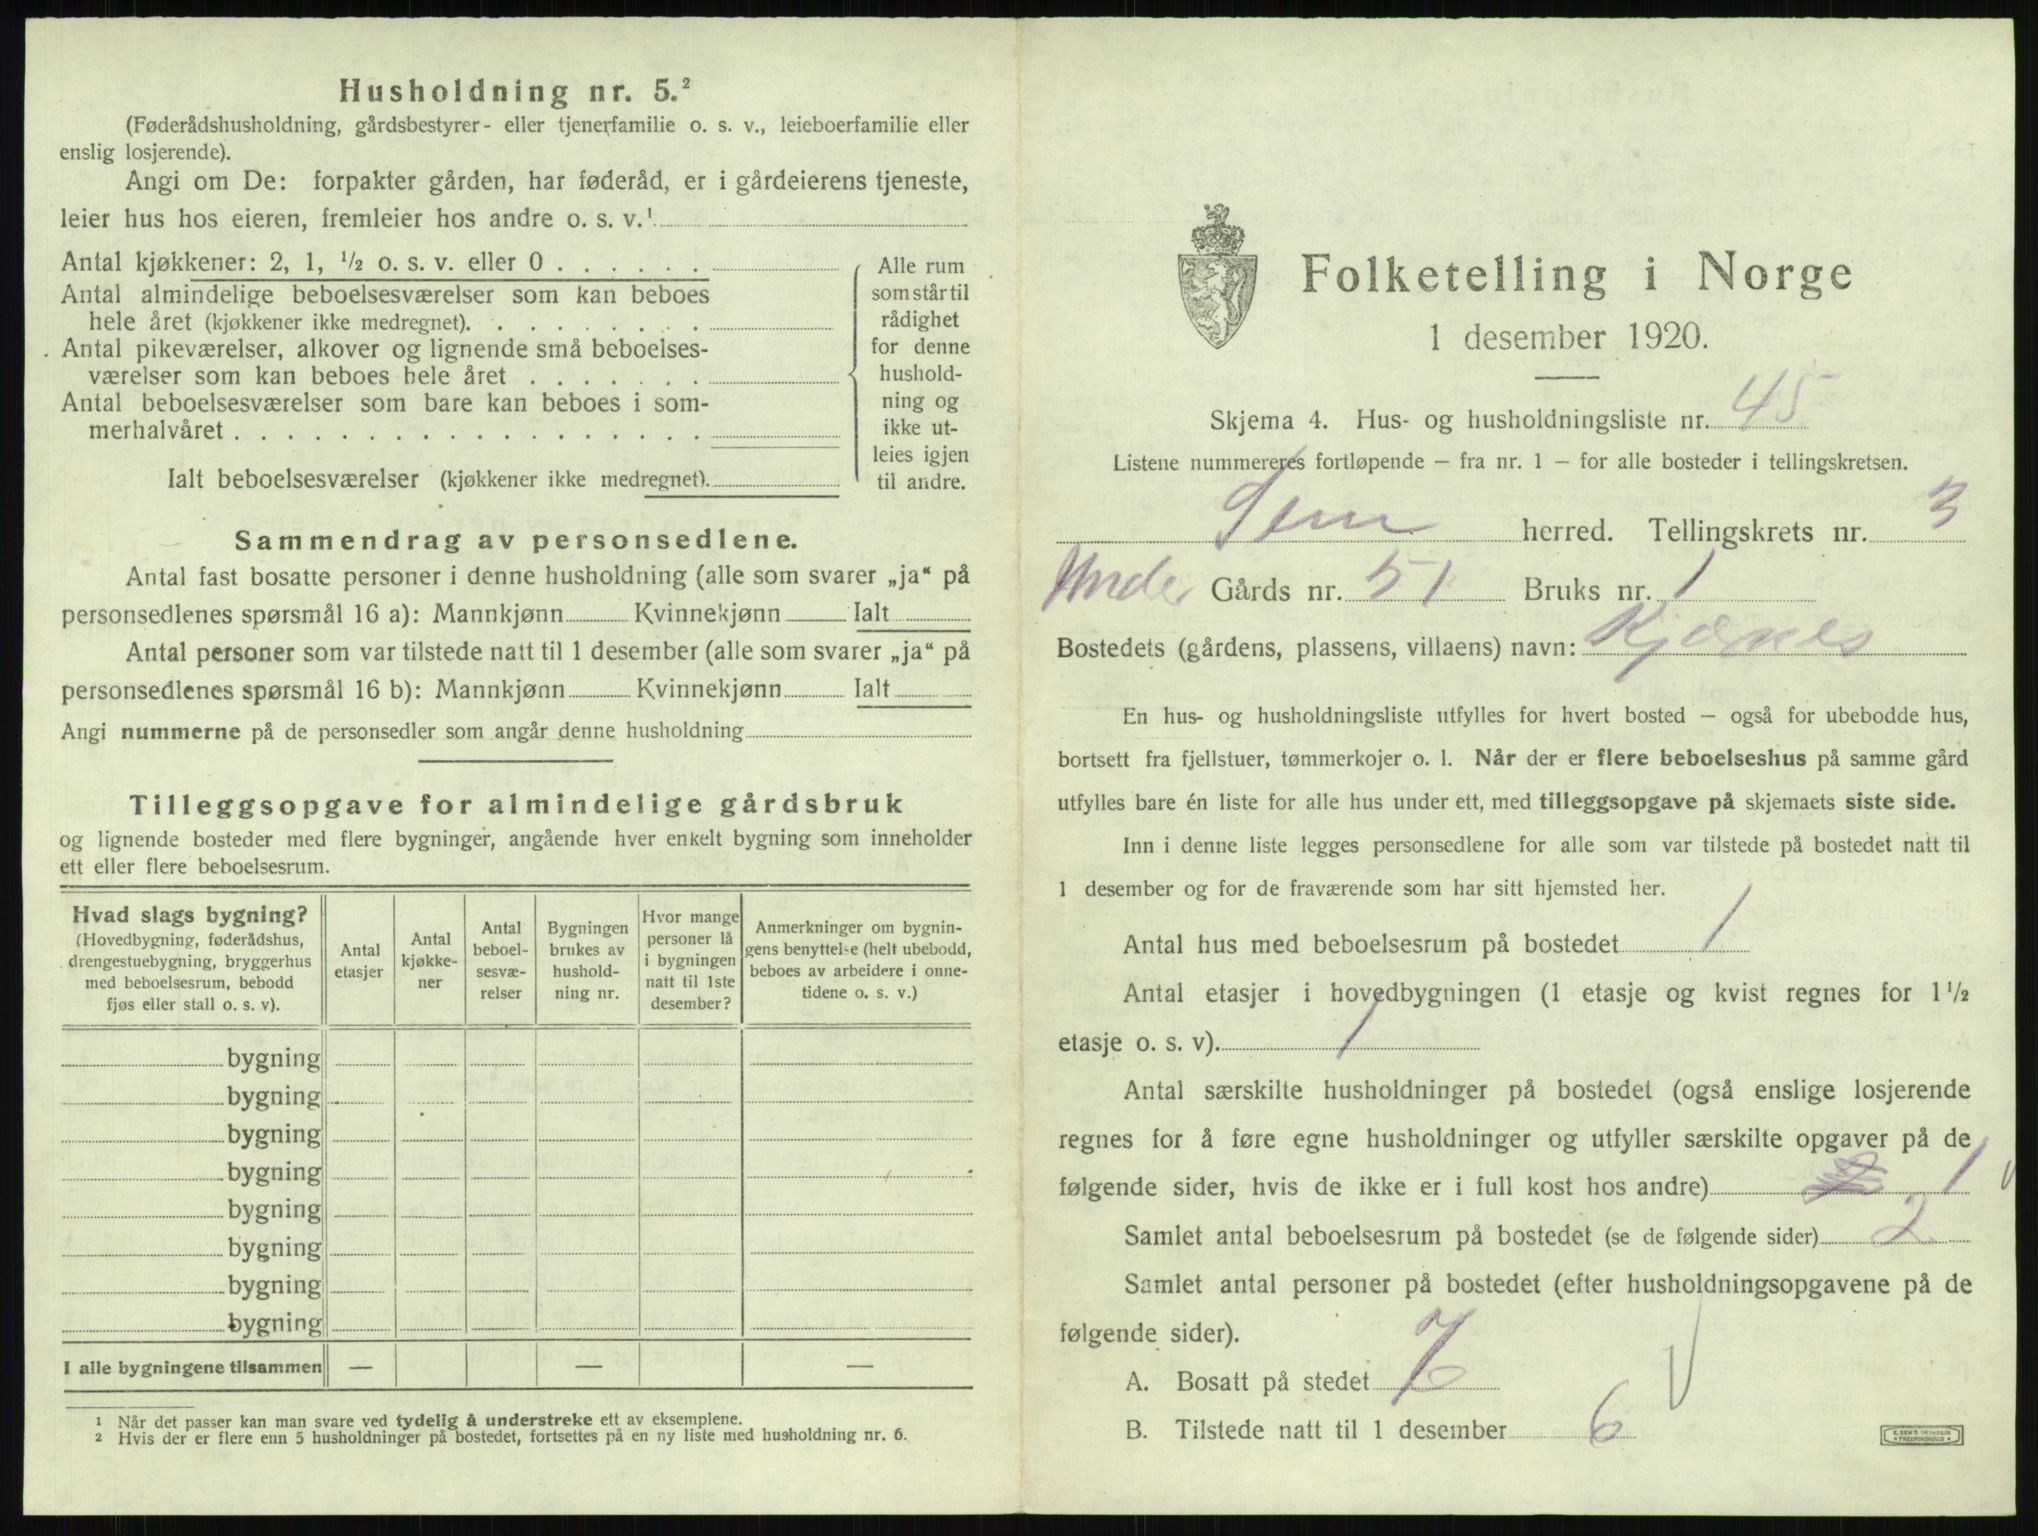 Husholdning nr. 5.²
(Føderådshusholdning, gårdsbestyrer- eller tjenerfamilie o. s. v., leieboerfamilie eller
enslig losjerende).
Angi om De: forpakter gården, har føderåd, er i gårdeierens tjeneste,
leier hus hos eieren, fremleier hos andre o. s. v.¹
Antal kjøkkener: 2, 1, ½ o. s. v. eller 0 . . . . . .
Antal almindelige beboelsesværelser som kan beboes
hele året (kjøkkener ikke medregnet). . . . . . . . .
Antal pikeværelser, alkover og lignende små beboelses-
værelser som kan beboes hele året . . . . . . .
Antal beboelsesværelser som bare kan beboes i som-
merhalvåret . . . . . . . . . . . . . . . . . .
Ialt beboelsesværelser (kjøkkener ikke medregnet).
Alle rum
som står til
rådighet
for denne
hushold-
ning og
ikke ut-
leies igjen
til andre.
Sammendrag av personsedlene.
Antal fast bosatte personer i denne husholdning (alle som svarer „ja“ på
personsedlenes spørsmål 16 a): Mannkjønn Kvinnekjønn Ialt
Antal personer som var tilstede natt til 1 desember (alle som svarer „ja“ på
personsedlenes spørsmål 16 b): Mannkjønn Kvinnekjønn Ialt
Angi nummerne på de personsedler som angår denne husholdning
Tilleggsopgave for almindelige gårdsbruk
og lignende bosteder med flere bygninger, angående hver enkelt bygning som inneholder
ett eller flere beboelsesrum.
Hvad slags bygning?
(Hovedbygning, føderådshus,
drengestuebygning, bryggerhus
med beboelsesrum, bebodd
fjøs eller stall o. s. v).
Antal
etasjer
Antal
kjøkke-
ner
Antal
beboel-
sesvæ-
relser
Bygningen
brukes av
hushold-
ning nr.
Hvor mange
personer lå
i bygningen
natt til 1ste
desember?
Anmerkninger om bygnin-
gens benyttelse (helt ubebodd,
beboes av arbeidere i onne-
tidene o. s. v.)
bygning
bygning
bygning
bygning
bygning
bygning
bygning
bygning
I alle bygningene tilsammen — — —
¹ Når det passer kan man svare ved tydelig å understreke ett av eksemplene.
² Hvis der er flere enn 5 husholdninger på bostedet, fortsettes på en ny liste med husholdning nr. 6.
Folketelling i Norge
1 desember 1920.
Skjema 4. Hus- og husholdningsliste nr. 45
Listene nummereres fortløpende – fra nr. 1 – for alle bosteder i tellingskretsen.
Sem herred. Tellingskrets nr. 3
Under Gårds nr. 51 Bruks nr. 1
Bostedets (gårdens, plassens, villaens) navn: Kjærnes
En hus- og husholdningsliste utfylles for hvert bosted – også for ubebodde hus,
bortsett fra fjellstuer, tømmerkojer o. l. Når der er flere beboelseshus på samme gård
utfylles bare én liste for alle hus under ett, med tilleggsopgave på skjemaets siste side.
Inn i denne liste legges personsedlene for alle som var tilstede på bostedet natt til
1 desember og for de fraværende som har sitt hjemsted her.
Antal hus med beboelsesrum på bostedet 1
Antal etasjer i hovedbygningen (1 etasje og kvist regnes for 1½
etasje o. s. v). 1
Antal særskilte husholdninger på bostedet (også enslige losjerende
regnes for å føre egne husholdninger og utfyller særskilte opgaver på de
følgende sider, hvis de ikke er i full kost hos andre) 1
Samlet antal beboelsesrum på bostedet (se de følgende sider) 2
Samlet antal personer på bostedet (efter husholdningsopgavene på de
følgende sider).
A. Bosatt på stedet 7
B. Tilstede natt til 1 desember 6